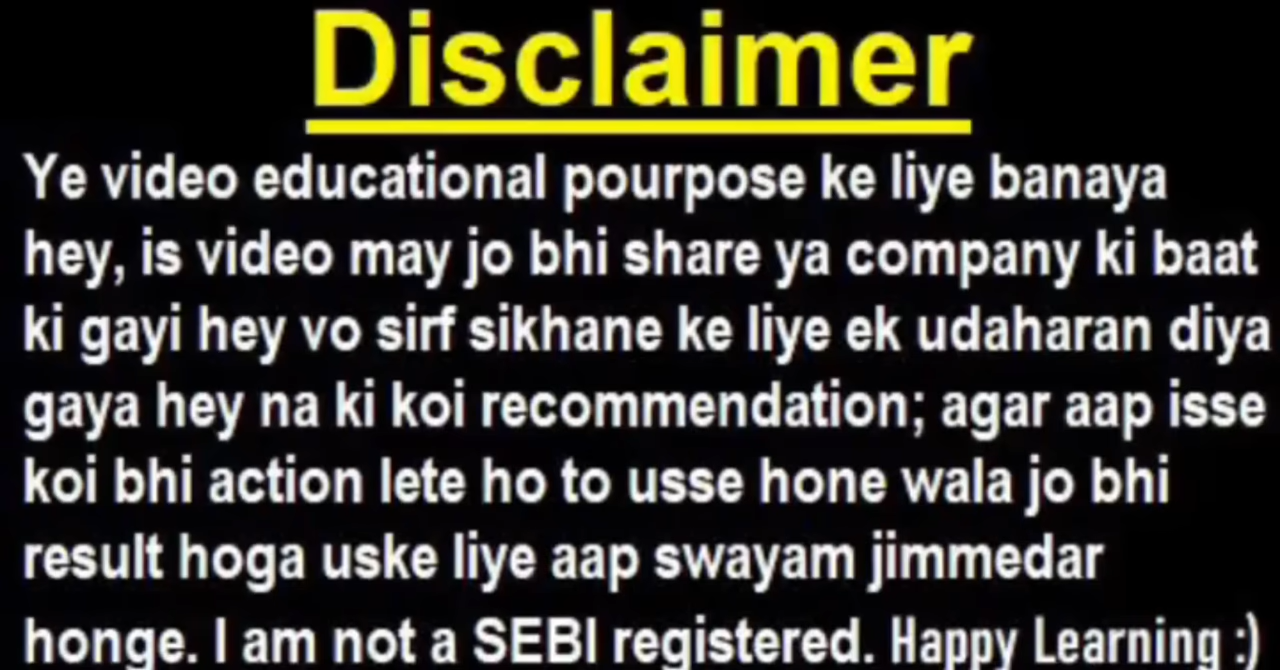 Disclaimer
Ye video educational pourpose ke liye banaya
hey, is video may jo bhi share ya company ki baat
ki gayi hey vo sirf sikhane ke liye ek udaharan diya
gaya hey na ki koi recommendation; agar aap isse
koi bhi action lete ho to usse hone wala jo bhi
result hoga uske liye aap swayam jimmedar
honge. I am not a SEBI registered. Happy Learning :)